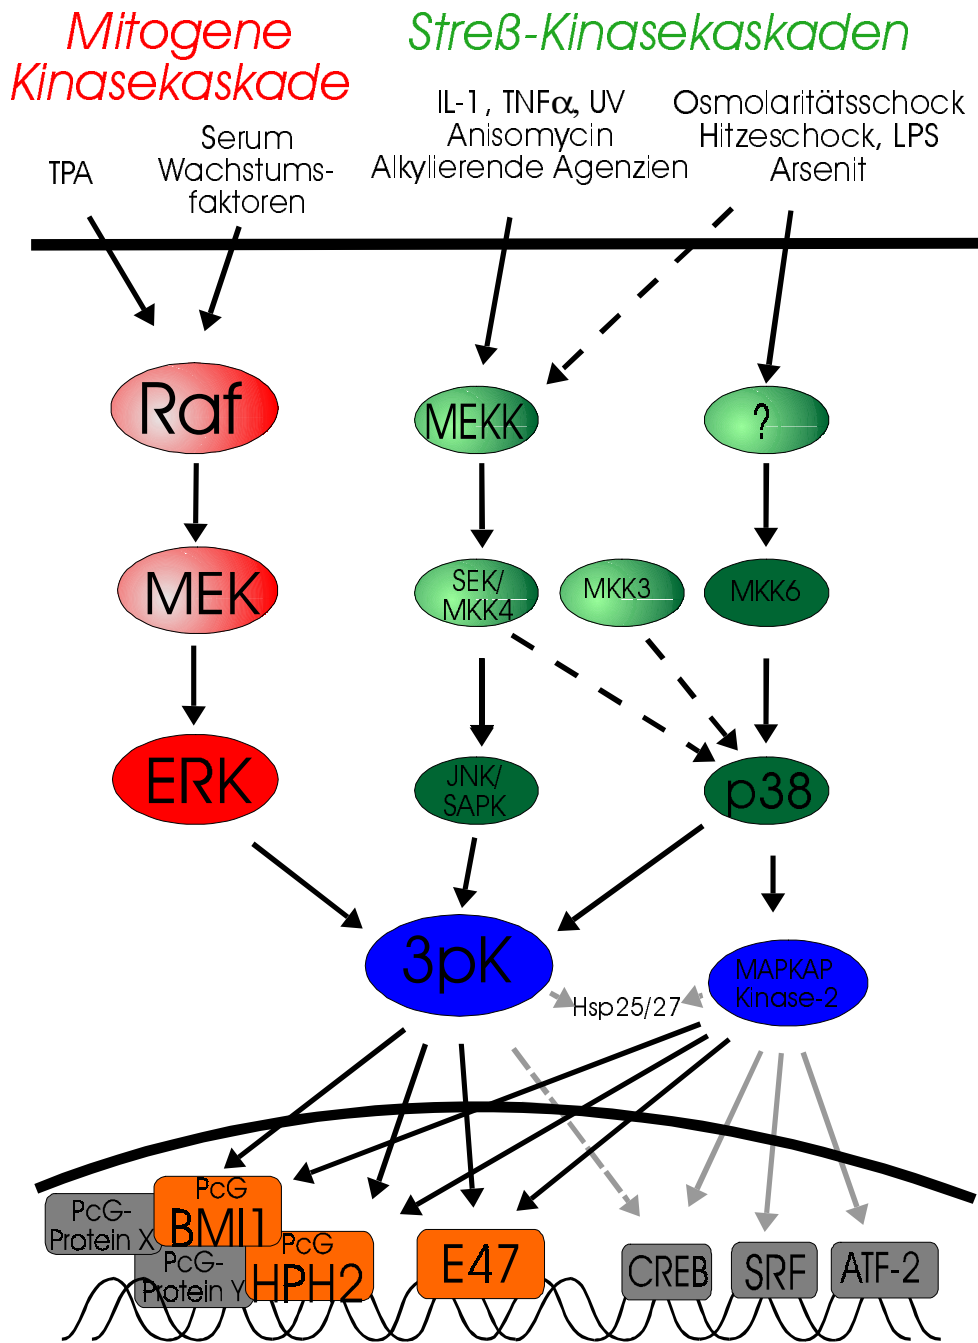 Mitogene
Kinasekaskade
Streß-Kinasekaskaden
TPA
Serum
Wachstums-
faktoren
IL-1, TNFα, UV
Anisomycin
Alkylierende Agenzien
Osmolaritätsschock
Hitzeschock, LPS
Arsenit
Raf
MEKK
?
MEK
SEK/
MKK4
MKK3
MKK6
ERK
JNK/
SAPK
p38
3pK
MAPKAP
Kinase-2
Hsp25/27
PcG-
Protein X
PcG
BMI1
PcG-
Protein Y
PcG
HPH2
E47
CREB
SRF
ATF-2